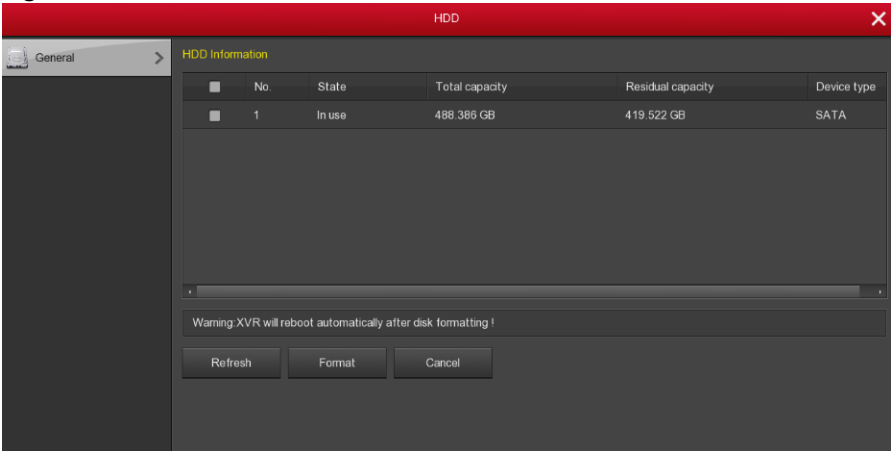 HDD
General
HDD Information
No. State Total capacity Residual capacity Device type
1 In use 488.386 GB 419.522 GB SATA
Warning:XVR will reboot automatically after disk formatting !
Refresh Format Cancel